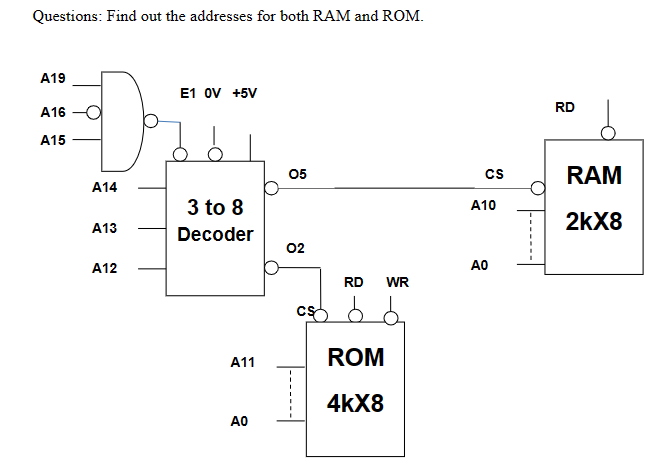 Questions: Find out the addresses for both RAM and ROM.
A19
E1 0V +5V
A16
RD
A15
O5
CS
RAM
A14
3 to 8
A10
2kX8
A13
Decoder
O2
A12
A0
RD WR
CS
A11
ROM
4kX8
A0